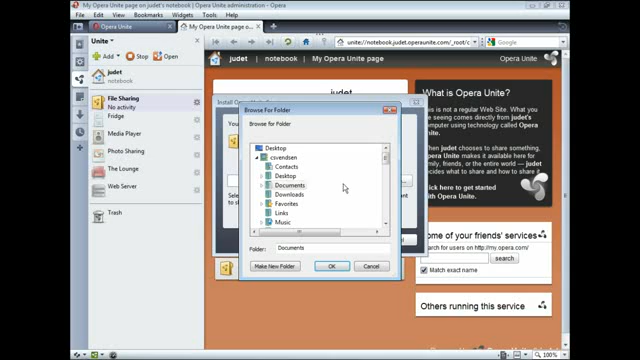 My Opera Unite page on judet's notebook | Opera Unite administration - Opera
File Edit View Bookmarks Widgets Tools Help
Opera Unite
My Opera Unite page o...
Unite
Add Stop Open
judet
notebook
File Sharing
No activity
Fridge
Media Player
Photo Sharing
The Lounge
Web Server
Trash
unite://notebook.judet.operaunite.com/_root/c
Google
judet | notebook | My Opera Unite page
Opera Unite
judet
What is Opera Unite?
This is not a regular Web Site. What you
are seeing comes directly from judet's
computer using technology called Opera
Unite.
When judet chooses to share something,
Opera Unite makes it available for
family, friends, or the entire world — judet
decides what to share and how to share it
Click here to get started
with Opera Unite.
Some of your friends' services
Search for users on http://my.opera.com/
search
Match exact name
Others running this service
Browse For Folder
Browse for Folder
Desktop
csvendsen
Contacts
Desktop
Documents
Downloads
Favorites
Links
Music
Folder: Documents
Make New Folder OK Cancel
100%